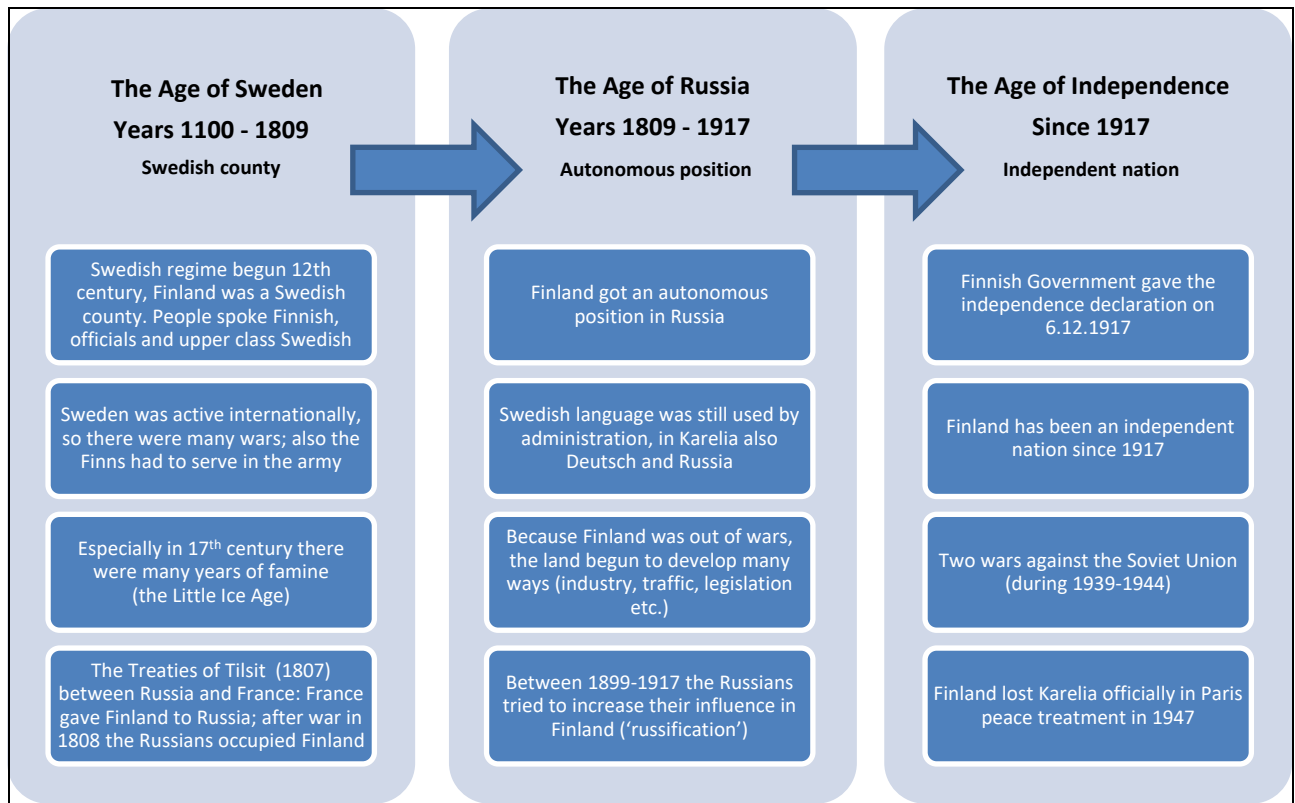 The Age of Sweden
Years 1100 - 1809
Swedish county
Swedish regime begun 12th
century, Finland was a Swedish
county. People spoke Finnish,
officials and upper class Swedish
Sweden was active internationally,
so there were many wars; also the
Finns had to serve in the army
Especially in 17th century there
were many years of famine
(the Little Ice Age)
The Treaties of Tilsit (1807)
between Russia and France: France
gave Finland to Russia; after war in
1808 the Russians occupied Finland
The Age of Russia
Years 1809 - 1917
Autonomous position
Finland got an autonomous
position in Russia
Swedish language was still used by
administration, in Karelia also
Deutsch and Russia
Because Finland was out of wars,
the land begun to develop many
ways (industry, traffic, legislation
etc.)
Between 1899-1917 the Russians
tried to increase their influence in
Finland (‘russification’)
The Age of Independence
Since 1917
Independent nation
Finnish Government gave the
independence declaration on
6.12.1917
Finland has been an independent
nation since 1917
Two wars against the Soviet Union
(during 1939-1944)
Finland lost Karelia officially in Paris
peace treatment in 1947